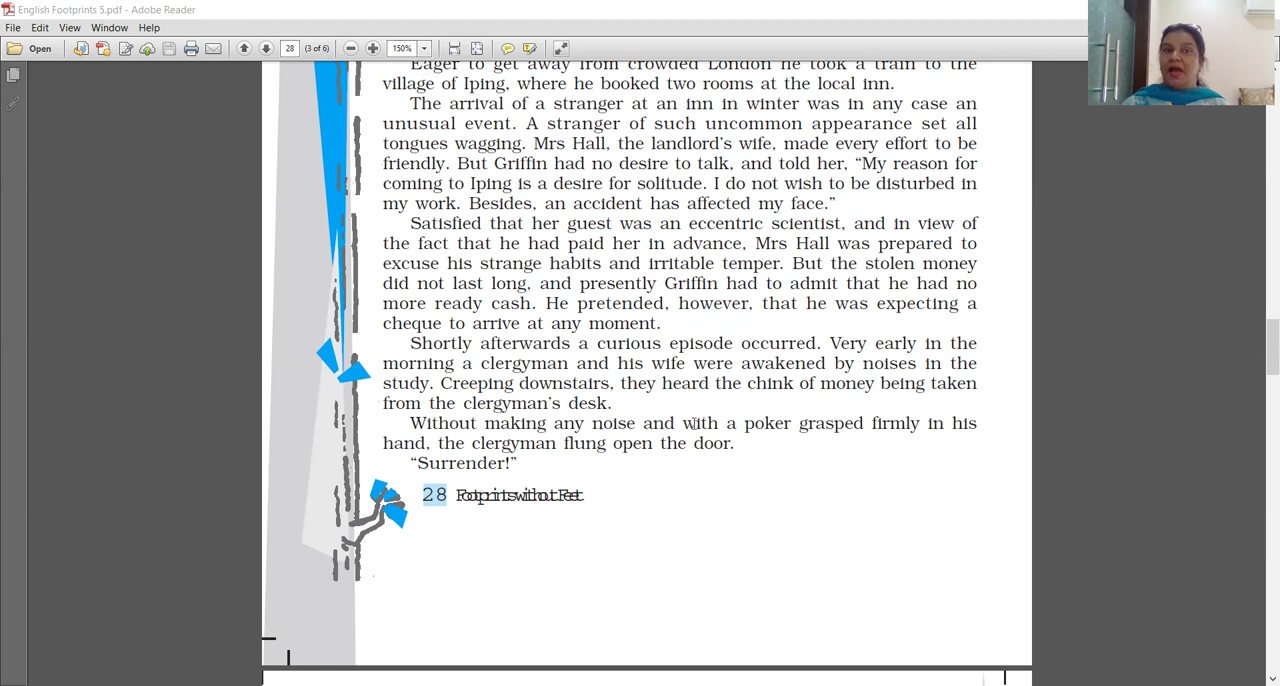 English Footprints 5.pdf - Adobe Reader
File Edit View Window Help
Open 28 (3 of 6) 150%
Eager to get away from crowded London he took a train to the
village of Iping, where he booked two rooms at the local inn.
The arrival of a stranger at an inn in winter was in any case an
unusual event. A stranger of such uncommon appearance set all
tongues wagging. Mrs Hall, the landlord’s wife, made every effort to be
friendly. But Griffin had no desire to talk, and told her, “My reason for
coming to Iping is a desire for solitude. I do not wish to be disturbed in
my work. Besides, an accident has affected my face.”
Satisfied that her guest was an eccentric scientist, and in view of
the fact that he had paid her in advance, Mrs Hall was prepared to
excuse his strange habits and irritable temper. But the stolen money
did not last long, and presently Griffin had to admit that he had no
more ready cash. He pretended, however, that he was expecting a
cheque to arrive at any moment.
Shortly afterwards a curious episode occurred. Very early in the
morning a clergyman and his wife were awakened by noises in the
study. Creeping downstairs, they heard the chink of money being taken
from the clergyman’s desk.
Without making any noise and with a poker grasped firmly in his
hand, the clergyman flung open the door.
“Surrender!”
28 Footprints without Feet